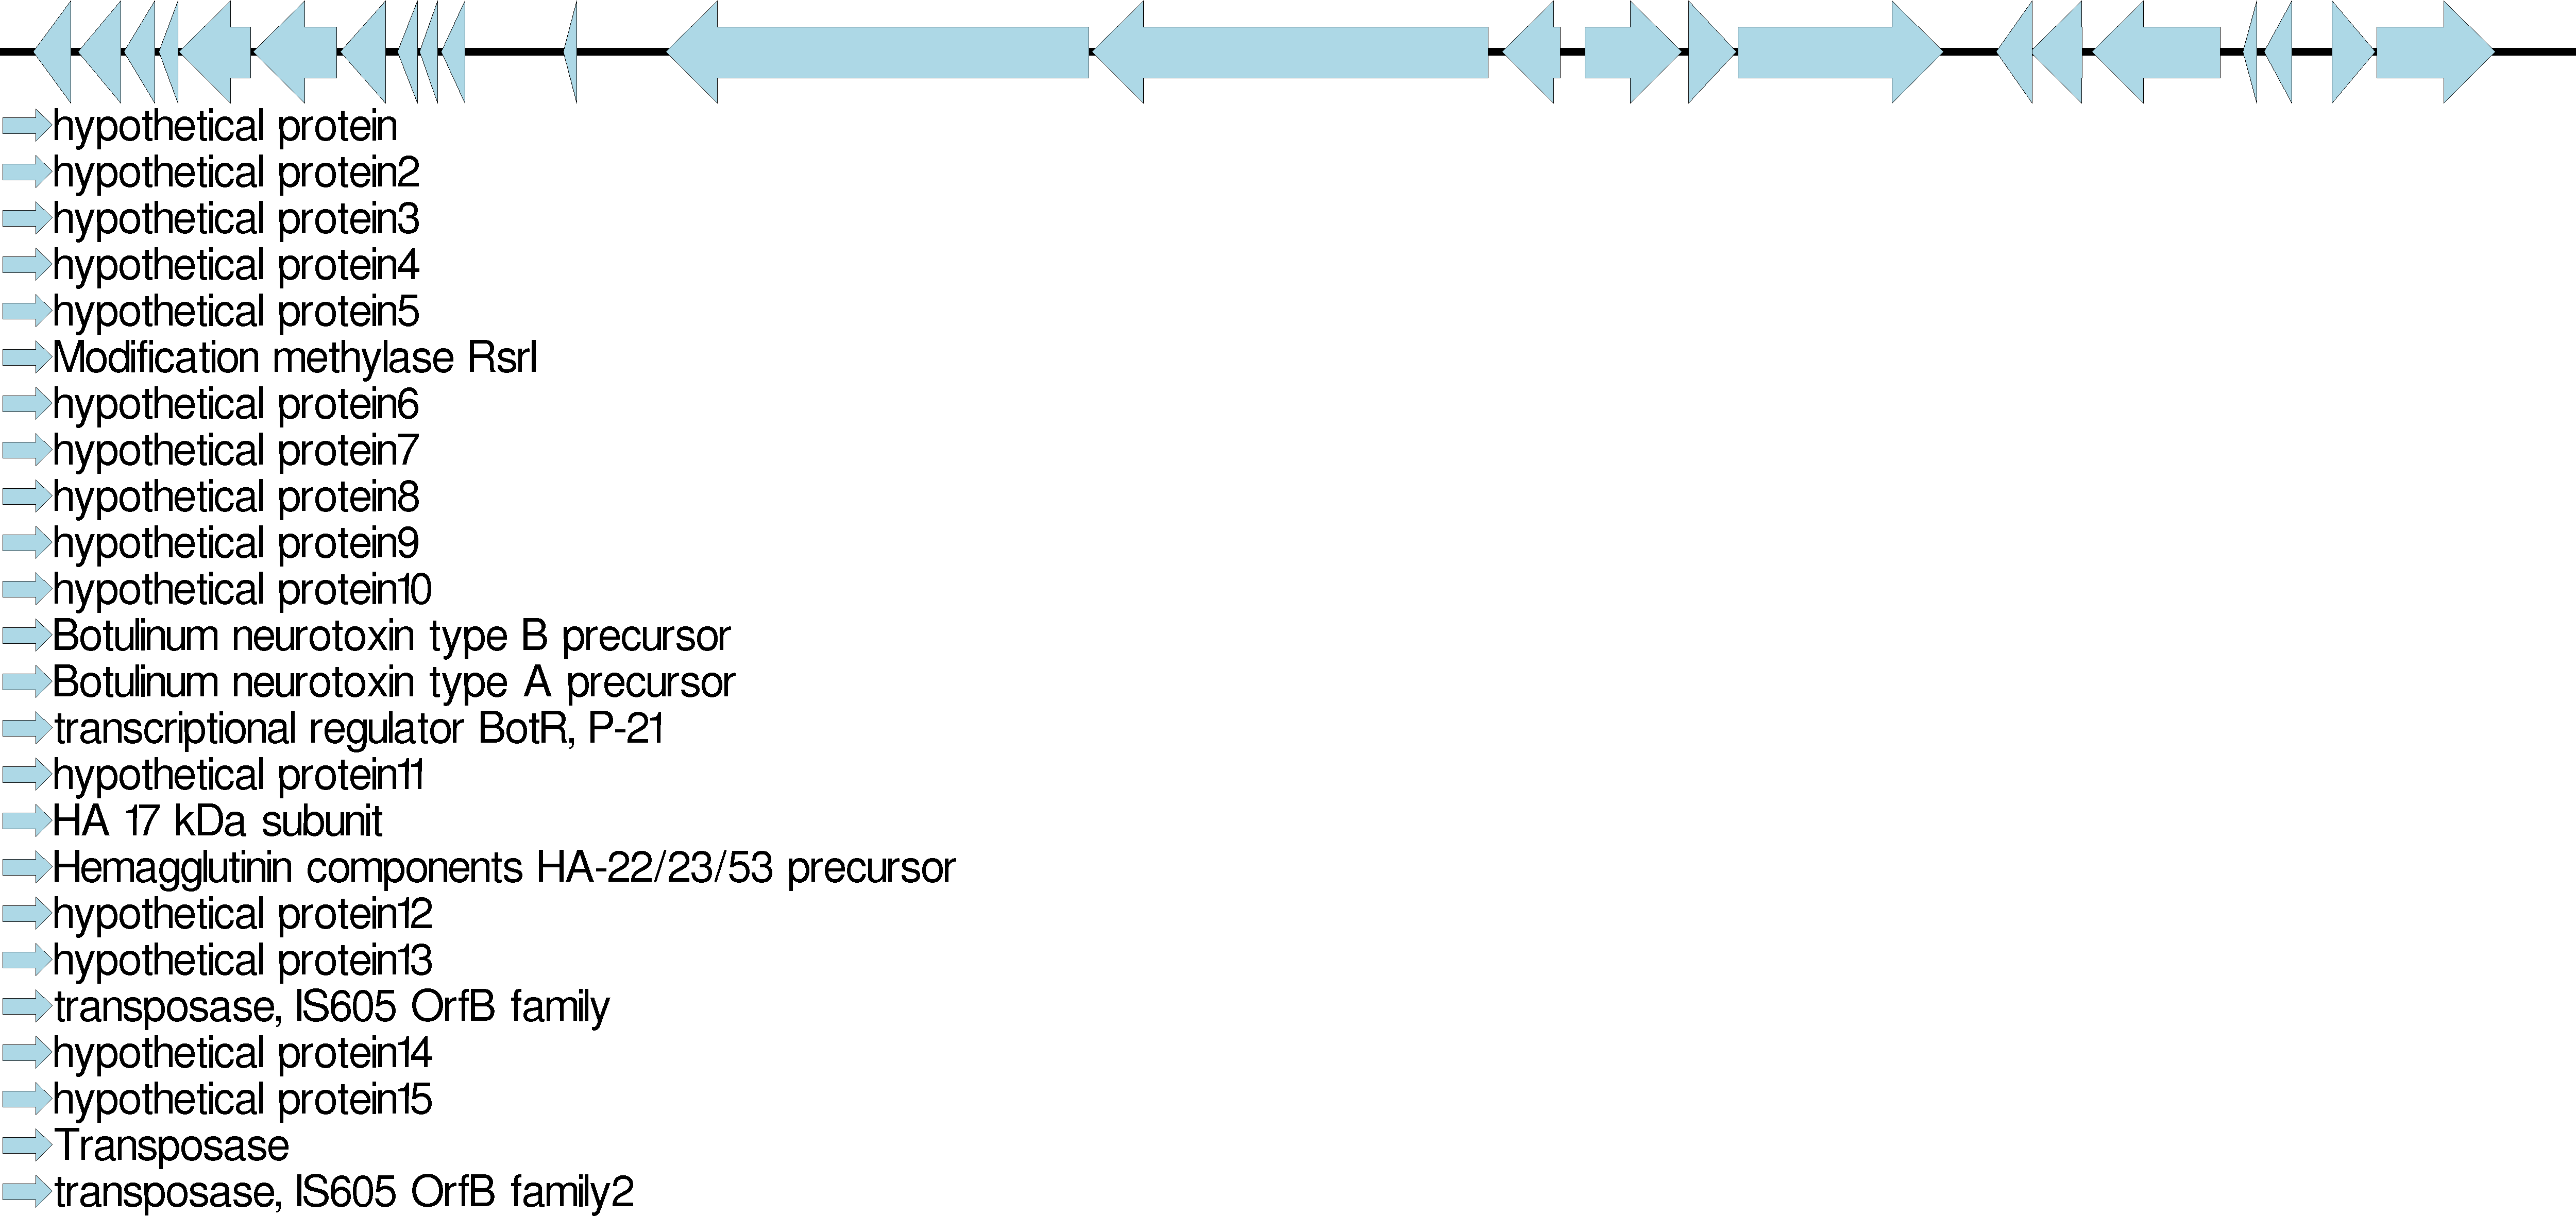 hypothetical protein
hypothetical protein2
hypothetical protein3
hypothetical protein4
hypothetical protein5
Modification methylase RsrI
hypothetical protein6
hypothetical protein7
hypothetical protein8
hypothetical protein9
hypothetical protein10
Botulinum neurotoxin type B precursor
Botulinum neurotoxin type A precursor
transcriptional regulator BotR, P-21
hypothetical protein11
HA 17 kDa subunit
Hemagglutinin components HA-22/23/53 precursor
hypothetical protein12
hypothetical protein13
transposase, IS605 OrfB family
hypothetical protein14
hypothetical protein15
Transposase
transposase, IS605 OrfB family2